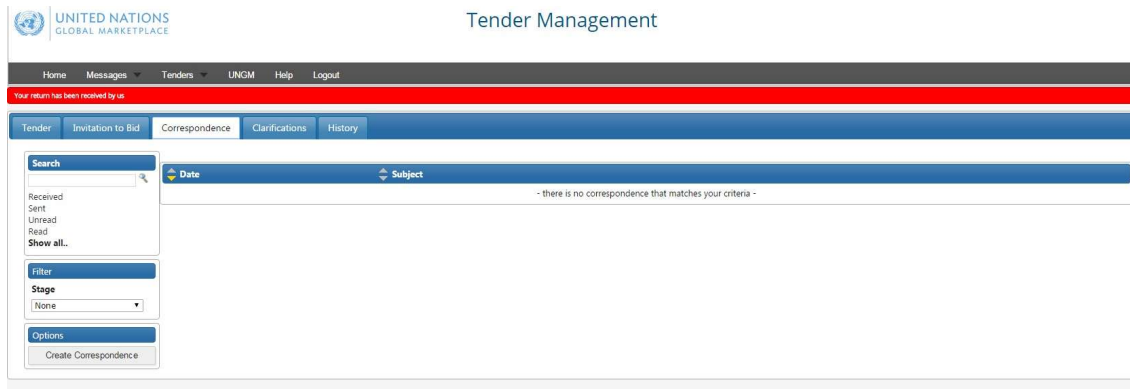 UNITED NATIONS
GLOBAL MARKETPLACE
Tender Management
Home Messages Tenders UNGM Help Logout
Your return has been received by us
Tender Invitation to Bid Correspondence Clarifications History
Search
Date Subject
- there is no correspondence that matches your criteria -
Received
Sent
Unread
Read
Show all..
Filter
Stage
None
Options
Create Correspondence